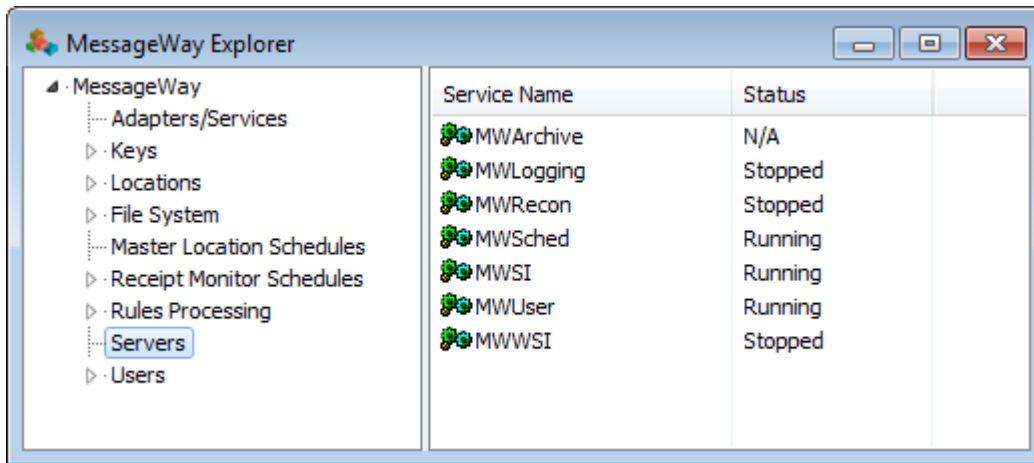 MessageWay Explorer
MessageWay
Adapters/Services
Keys
Locations
File System
Master Location Schedules
Receipt Monitor Schedules
Rules Processing
Servers
Users
Service Name Status
MWArchive N/A
MWLogging Stopped
MWRecon Stopped
MWSched Running
MWSI Running
MWUser Running
MWWSI Stopped